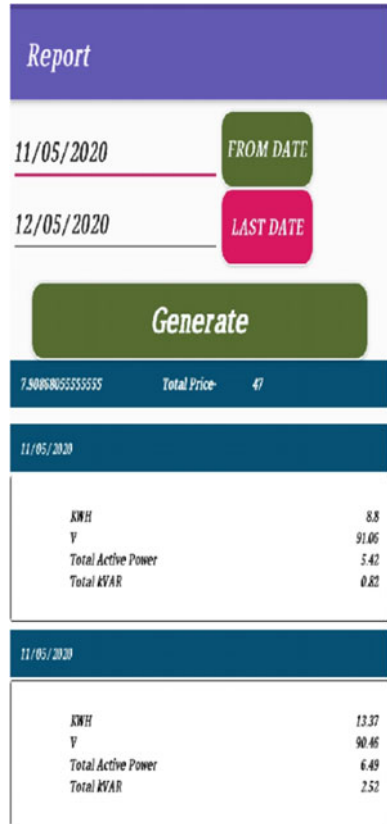 Report
11/05/2020 FROM DATE
12/05/2020 LAST DATE
Generate
7.90868055555555 Total Price- 47
11/05/2020
KWH 8.8
V 91.06
Total Active Power 5.42
Total kVAR 0.82
11/05/2020
KWH 13.37
V 90.46
Total Active Power 6.49
Total kVAR 2.52